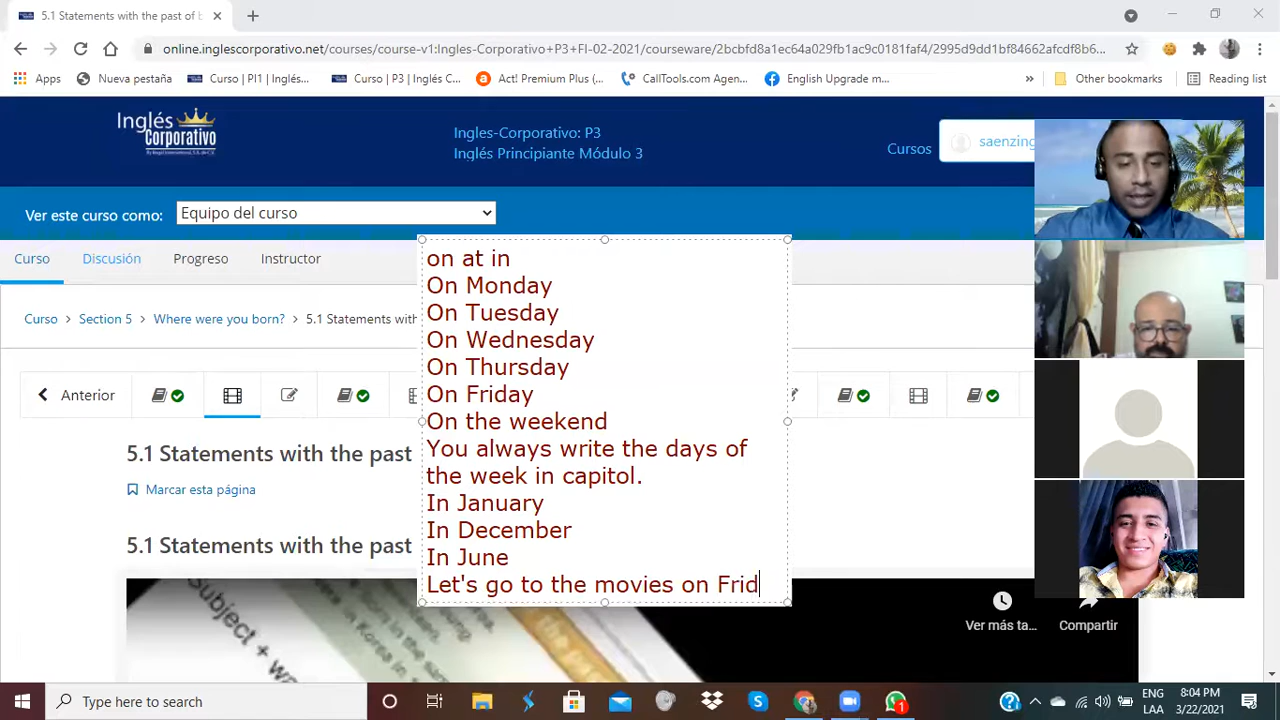 5.1 Statements with the past of b
online.inglescorporativo.net/courses/course-v1:Ingles-Corporativo+P3+FI-02-2021/courseware/2bcbfd8a1ec64a029fb1ac9c0181faf4/2995d9dd1bf84662afcdf8b6...
Apps
Nueva pestaña
Curso | PI1 | Inglés...
Curso | P3 | Inglés C...
Act! Premium Plus (...
CallTools.com Agen...
English Upgrade m...
»
Other bookmarks
Reading list
Inglés
Corporativo
Ingles-Corporativo: P3
Inglés Principiante Módulo 3
Cursos
saenzing
Ver este curso como:
Equipo del curso
Curso
Discusión
Progreso
Instructor
Curso > Section 5 > Where were you born? > 5.1 Statements with
Anterior
5.1 Statements with the past
Marcar esta página
5.1 Statements with the past
on at in
On Monday
On Tuesday
On Wednesday
On Thursday
On Friday
On the weekend
You always write the days of
the week in capitol.
In January
In December
In June
Let's go to the movies on Frid
Subject + w
Ver más ta...
Compartir
Type here to search
1
ENG
LAA
8:04 PM
3/22/2021